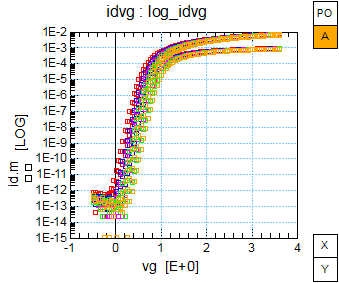 idvg : log_idvg
PO
A
1E-2
1E-3
1E-4
1E-5
1E-6
1E-7
1E-8
1E-9
1E-10
1E-11
1E-12
1E-13
1E-14
1E-15
id.m [LOG]
-1 0 1 2 3 4
vg [E+0]
X
Y